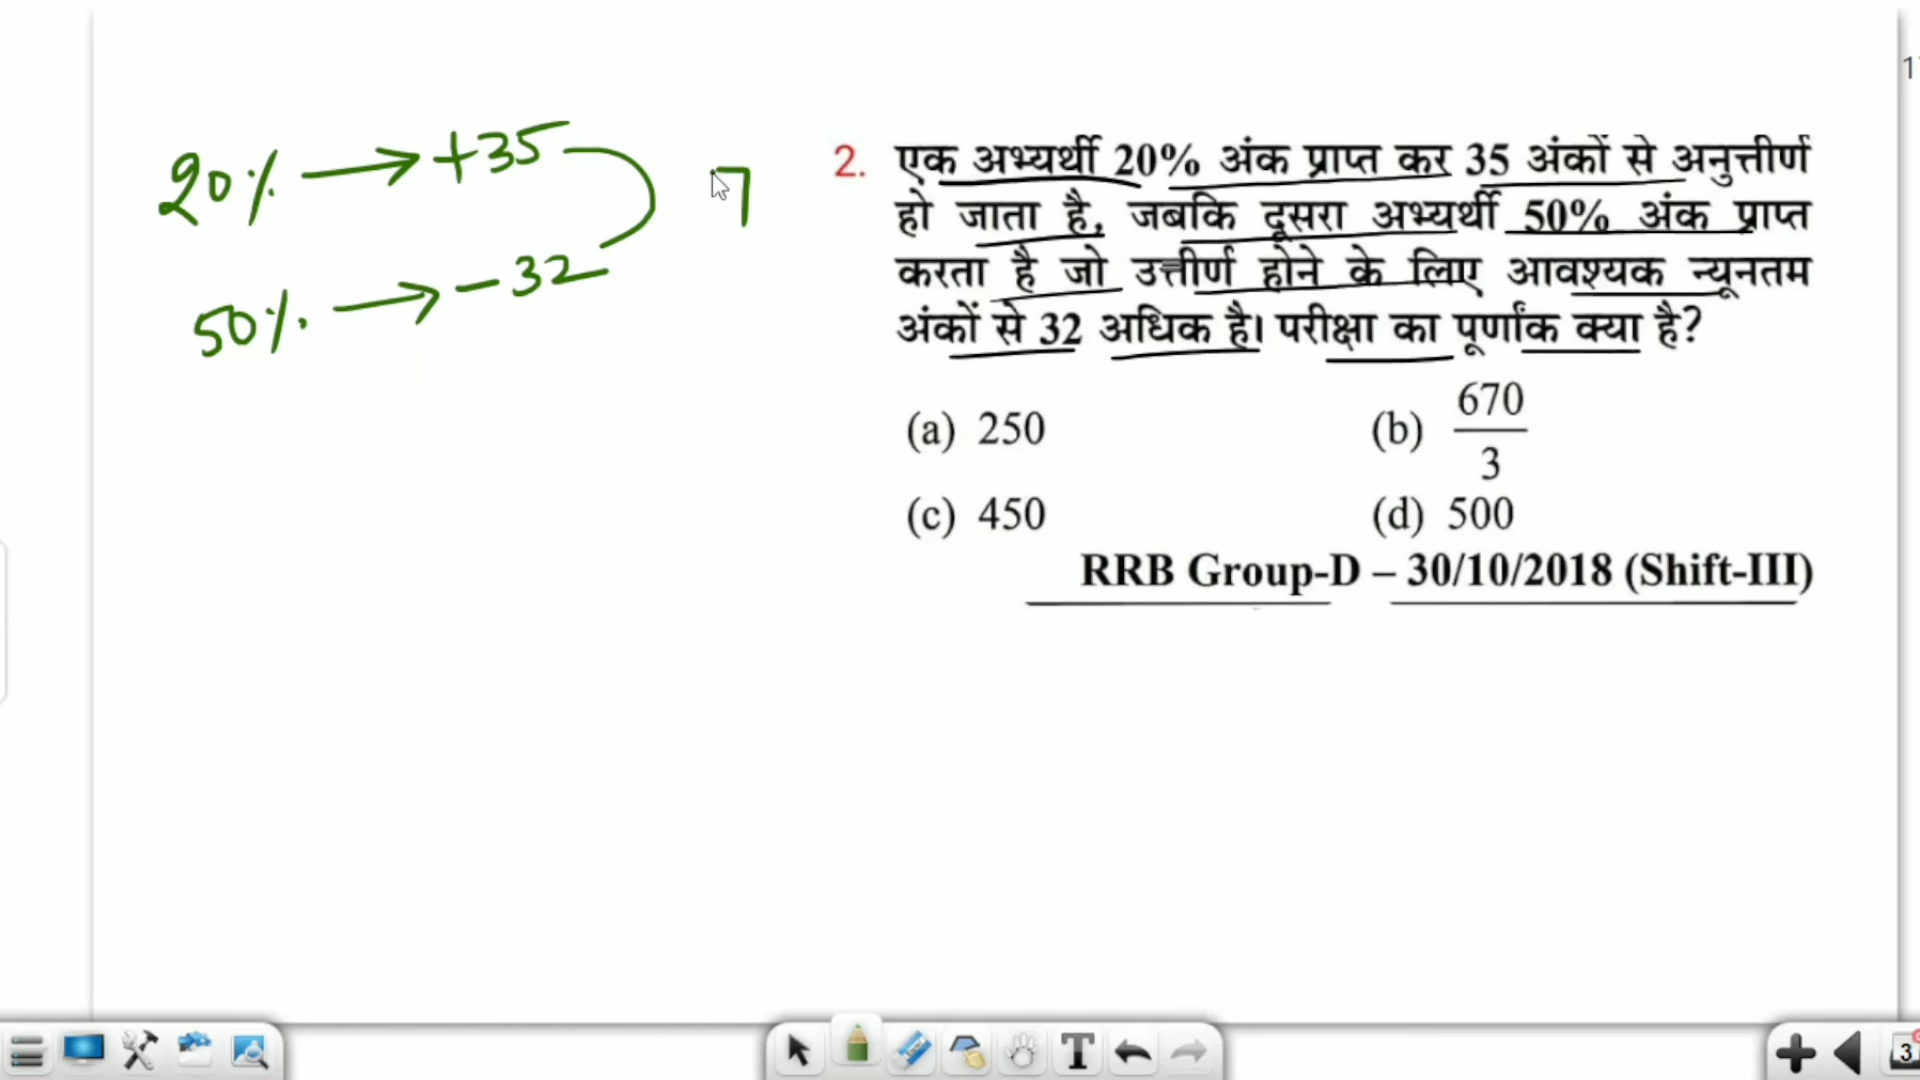 20% → +35
7
50% → -32
2. एक अभ्यर्थी 20% अंक प्राप्त कर 35 अंकों से अनुत्तीर्ण
हो जाता है, जबकि दूसरा अभ्यर्थी 50% अंक प्राप्त
करता है जो उत्तीर्ण होने के लिए आवश्यक न्यूनतम
अंकों से 32 अधिक है। परीक्षा का पूर्णांक क्या है?
(a) 250 (b) 670/3
(c) 450 (d) 500
RRB Group-D – 30/10/2018 (Shift-III)
T
3